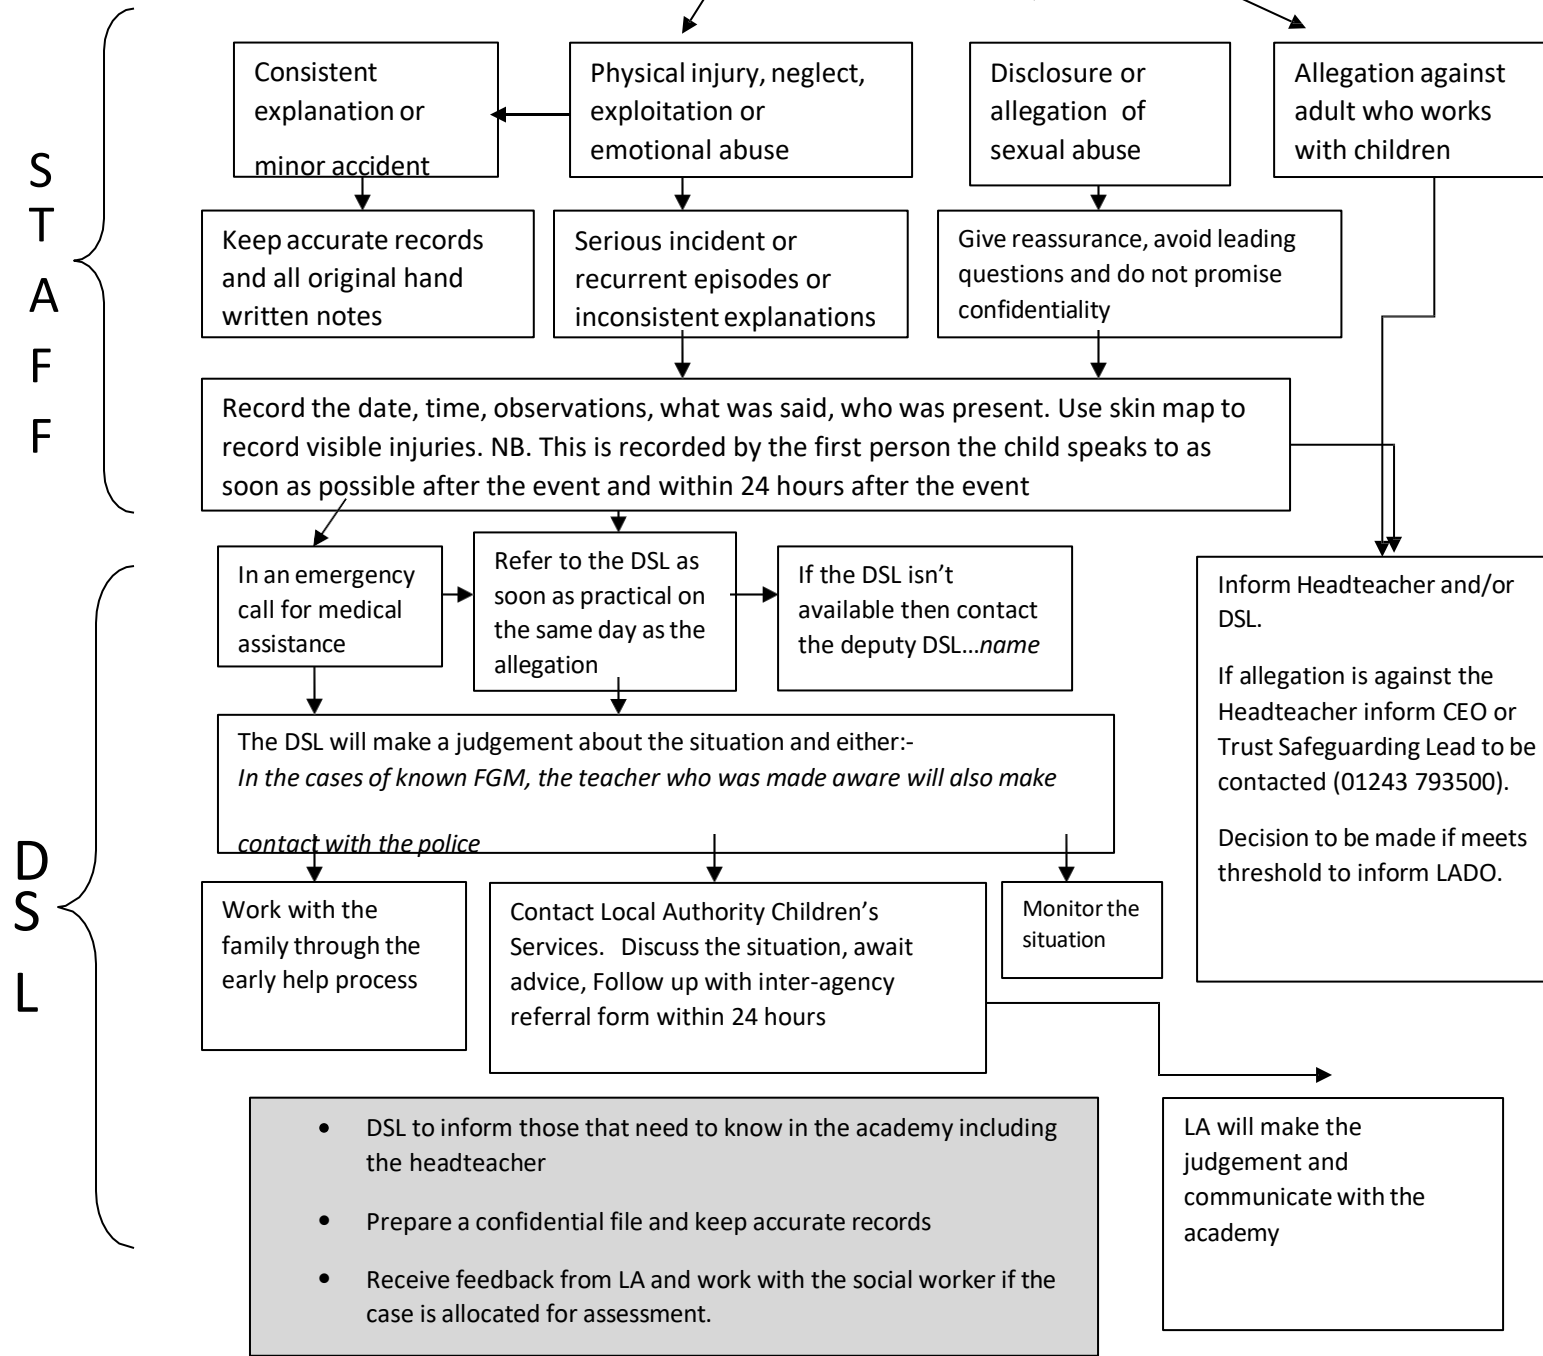 S
T
A
F
F
Consistent
explanation or
minor accident
Physical injury, neglect,
exploitation or
emotional abuse
Disclosure or
allegation of
sexual abuse
Allegation against
adult who works
with children
Keep accurate records
and all original hand
written notes
Serious incident or
recurrent episodes or
inconsistent explanations
Give reassurance, avoid leading
questions and do not promise
confidentiality
Record the date, time, observations, what was said, who was present. Use skin map to
record visible injuries. NB. This is recorded by the first person the child speaks to as
soon as possible after the event and within 24 hours after the event
D
S
L
In an emergency
call for medical
assistance
Refer to the DSL as
soon as practical on
the same day as the
allegation
If the DSL isn’t
available then contact
the deputy DSL…name
Inform Headteacher and/or
DSL.
If allegation is against the
Headteacher inform CEO or
Trust Safeguarding Lead to be
contacted (01243 793500).
Decision to be made if meets
threshold to inform LADO.
The DSL will make a judgement about the situation and either:-
In the cases of known FGM, the teacher who was made aware will also make
contact with the police
Work with the
family through the
early help process
Contact Local Authority Children’s
Services. Discuss the situation, await
advice, Follow up with inter-agency
referral form within 24 hours
Monitor the
situation
• DSL to inform those that need to know in the academy including
the headteacher
• Prepare a confidential file and keep accurate records
• Receive feedback from LA and work with the social worker if the
case is allocated for assessment.
LA will make the
judgement and
communicate with the
academy